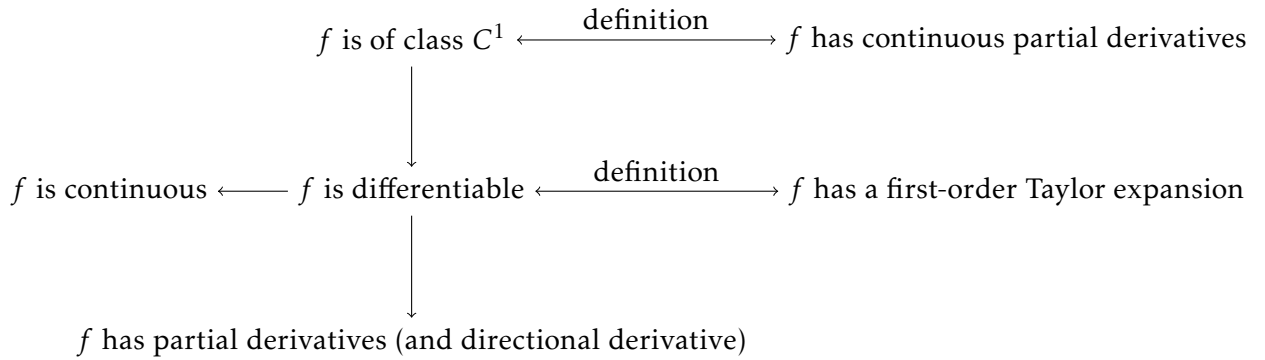 definition
f is of class C¹ f has continuous partial derivatives
definition
f is continuous f is differentiable f has a first-order Taylor expansion
f has partial derivatives (and directional derivative)